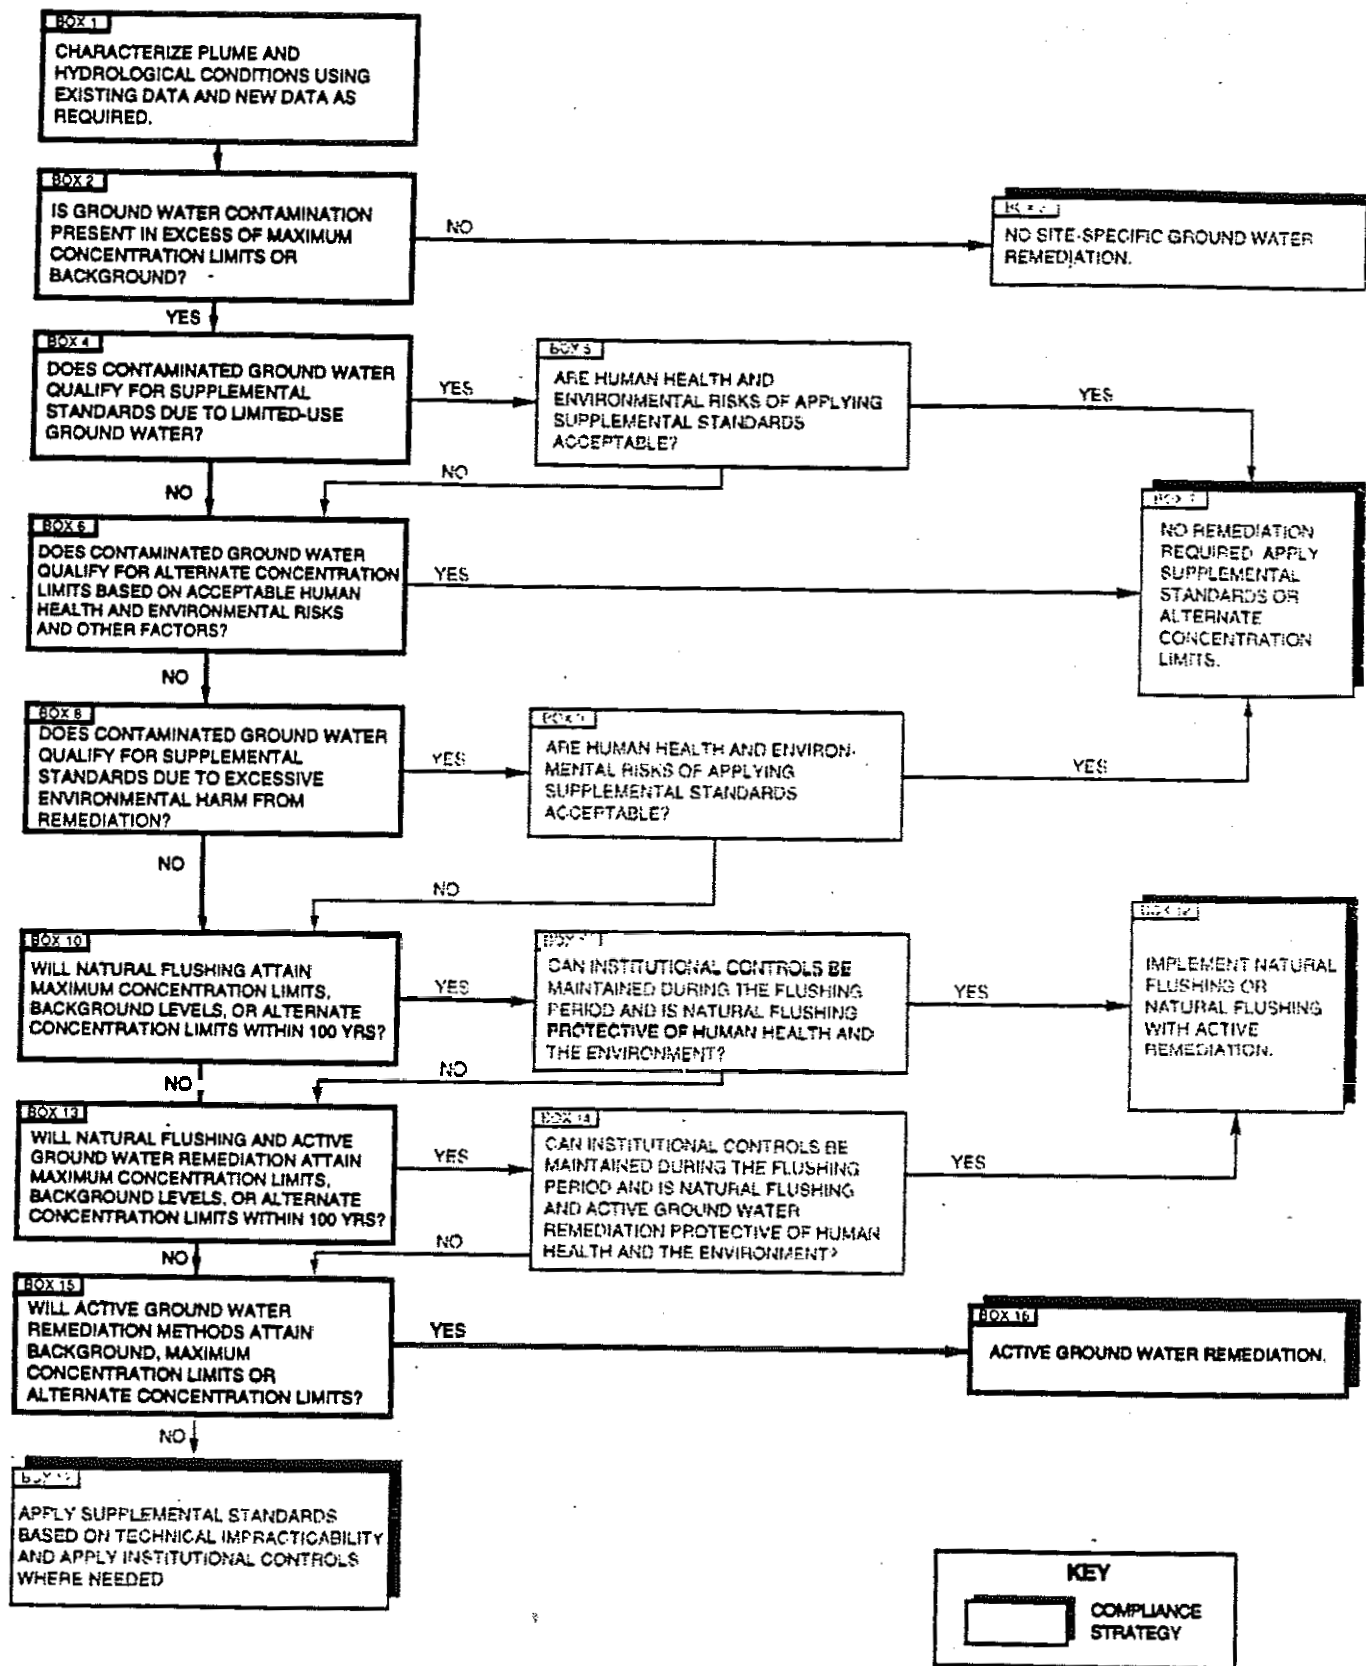 BOX 1
CHARACTERIZE PLUME AND
HYDROLOGICAL CONDITIONS USING
EXISTING DATA AND NEW DATA AS
REQUIRED.
BOX 2
IS GROUND WATER CONTAMINATION
PRESENT IN EXCESS OF MAXIMUM
CONCENTRATION LIMITS OR
BACKGROUND?
NO
BOX 3
NO SITE-SPECIFIC GROUND WATER
REMEDIATION.
YES
BOX 4
DOES CONTAMINATED GROUND WATER
QUALIFY FOR SUPPLEMENTAL
STANDARDS DUE TO LIMITED-USE
GROUND WATER?
YES
BOX 5
ARE HUMAN HEALTH AND
ENVIRONMENTAL RISKS OF APPLYING
SUPPLEMENTAL STANDARDS
ACCEPTABLE?
YES
NO
NO
BOX 6
DOES CONTAMINATED GROUND WATER
QUALIFY FOR ALTERNATE CONCENTRATION
LIMITS BASED ON ACCEPTABLE HUMAN
HEALTH AND ENVIRONMENTAL RISKS
AND OTHER FACTORS?
YES
BOX 7
NO REMEDIATION
REQUIRED. APPLY
SUPPLEMENTAL
STANDARDS OR
ALTERNATE
CONCENTRATION
LIMITS.
NO
BOX 8
DOES CONTAMINATED GROUND WATER
QUALIFY FOR SUPPLEMENTAL
STANDARDS DUE TO EXCESSIVE
ENVIRONMENTAL HARM FROM
REMEDIATION?
YES
BOX 9
ARE HUMAN HEALTH AND ENVIRON-
MENTAL RISKS OF APPLYING
SUPPLEMENTAL STANDARDS
ACCEPTABLE?
YES
NO
NO
BOX 10
WILL NATURAL FLUSHING ATTAIN
MAXIMUM CONCENTRATION LIMITS,
BACKGROUND LEVELS, OR ALTERNATE
CONCENTRATION LIMITS WITHIN 100 YRS?
YES
BOX 11
CAN INSTITUTIONAL CONTROLS BE
MAINTAINED DURING THE FLUSHING
PERIOD AND IS NATURAL FLUSHING
PROTECTIVE OF HUMAN HEALTH AND
THE ENVIRONMENT?
YES
BOX 12
IMPLEMENT NATURAL
FLUSHING OR
NATURAL FLUSHING
WITH ACTIVE
REMEDIATION.
NO
NO
BOX 13
WILL NATURAL FLUSHING AND ACTIVE
GROUND WATER REMEDIATION ATTAIN
MAXIMUM CONCENTRATION LIMITS,
BACKGROUND LEVELS, OR ALTERNATE
CONCENTRATION LIMITS WITHIN 100 YRS?
YES
BOX 14
CAN INSTITUTIONAL CONTROLS BE
MAINTAINED DURING THE FLUSHING
PERIOD AND IS NATURAL FLUSHING
AND ACTIVE GROUND WATER
REMEDIATION PROTECTIVE OF HUMAN
HEALTH AND THE ENVIRONMENT?
YES
NO
NO
BOX 15
WILL ACTIVE GROUND WATER
REMEDIATION METHODS ATTAIN
BACKGROUND, MAXIMUM
CONCENTRATION LIMITS OR
ALTERNATE CONCENTRATION LIMITS?
YES
BOX 16
ACTIVE GROUND WATER REMEDIATION.
NO
BOX 17
APPLY SUPPLEMENTAL STANDARDS
BASED ON TECHNICAL IMPRACTICABILITY
AND APPLY INSTITUTIONAL CONTROLS
WHERE NEEDED
KEY
COMPLIANCE
STRATEGY